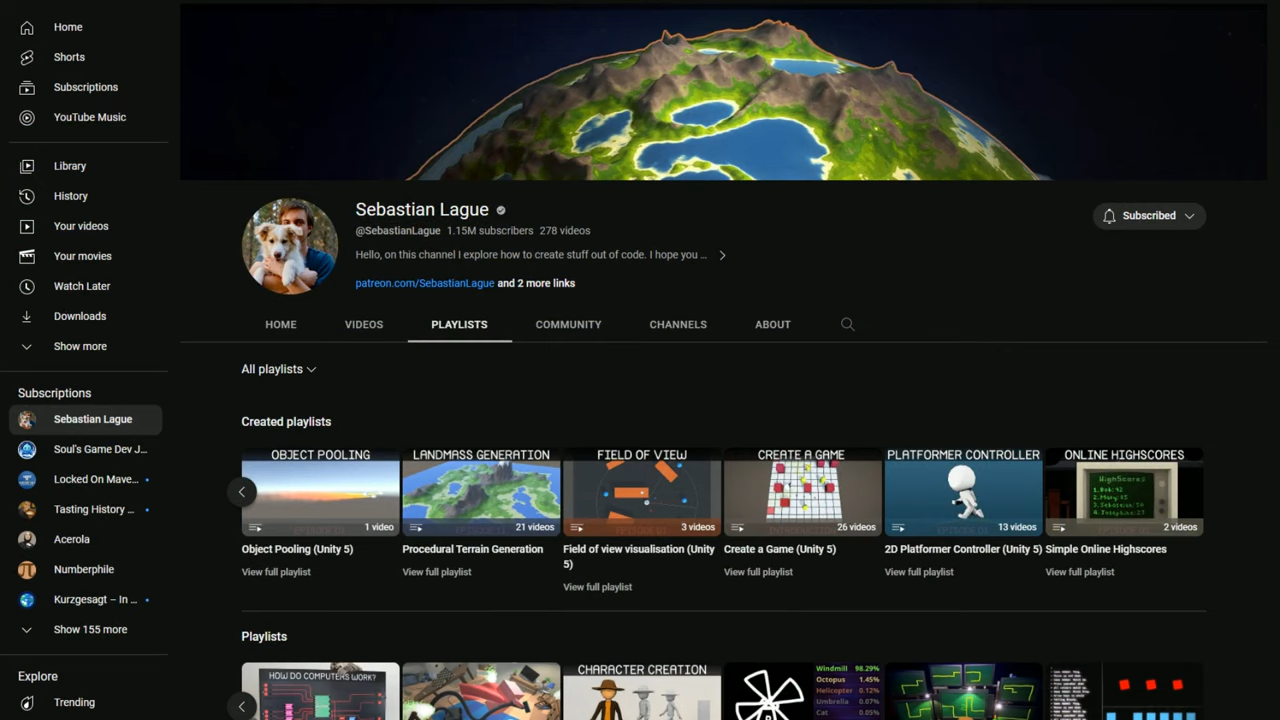 Home
Shorts
Subscriptions
YouTube Music
Library
History
Your videos
Your movies
Watch Later
Downloads
Show more
Subscriptions
Sebastian Lague
Soul's Game Dev J...
Locked On Mave...
Tasting History ...
Acerola
Numberphile
Kurzgesagt – In ...
Show 155 more
Explore
Trending
Sebastian Lague
@SebastianLague 1.15M subscribers 278 videos
Hello, on this channel I explore how to create stuff out of code. I hope you ...
patreon.com/SebastianLague and 2 more links
Subscribed
HOME VIDEOS PLAYLISTS COMMUNITY CHANNELS ABOUT
All playlists
Created playlists
OBJECT POOLING
1 video
Object Pooling (Unity 5)
View full playlist
LANDMASS GENERATION
21 videos
Procedural Terrain Generation
View full playlist
FIELD OF VIEW
3 videos
Field of view visualisation (Unity
5)
View full playlist
CREATE A GAME
26 videos
Create a Game (Unity 5)
View full playlist
PLATFORMER CONTROLLER
13 videos
2D Platformer Controller (Unity 5)
View full playlist
ONLINE HIGHSCORES
HighScores
2 videos
Simple Online Highscores
View full playlist
Playlists
HOW DO COMPUTERS WORK?
CHARACTER CREATION
Windmill 98.29%
Octopus 1.45%
Helicopter 0.12%
Umbrella 0.07%
Cat 0.05%